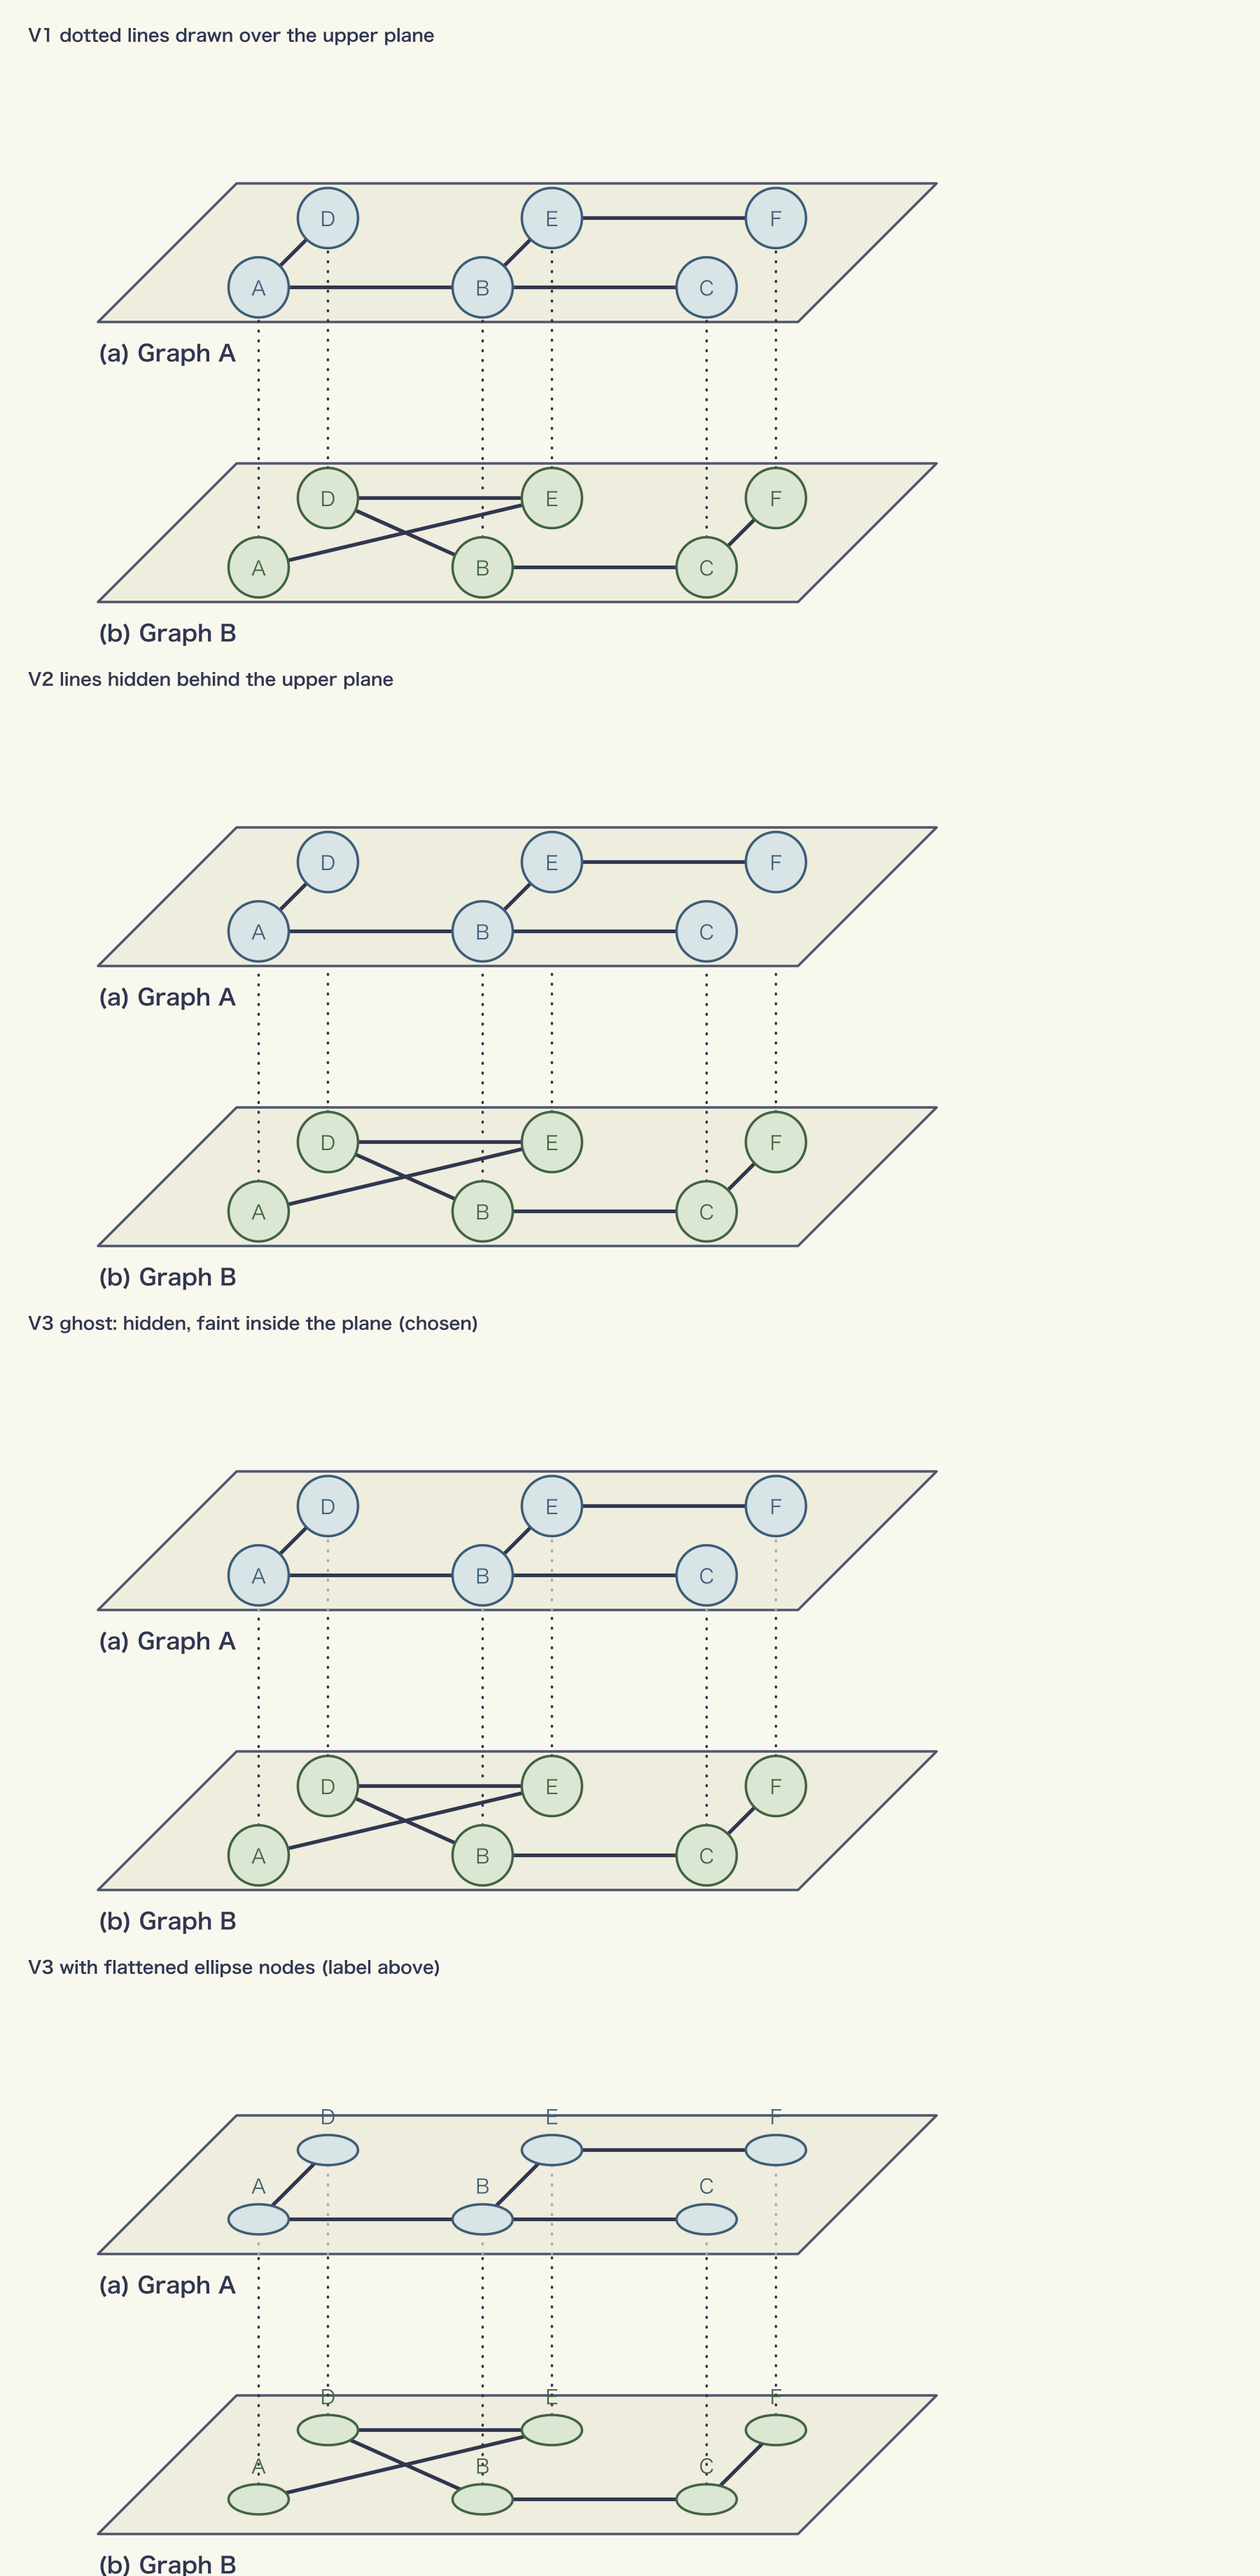 V1 dotted lines drawn over the upper plane
D E F
A B C
(a) Graph A
D E F
A B C
(b) Graph B
V2 lines hidden behind the upper plane
D E F
A B C
(a) Graph A
D E F
A B C
(b) Graph B
V3 ghost: hidden, faint inside the plane (chosen)
D E F
A B C
(a) Graph A
D E F
A B C
(b) Graph B
V3 with flattened ellipse nodes (label above)
D E F
A B C
(a) Graph A
D E F
A B C
(b) Graph B